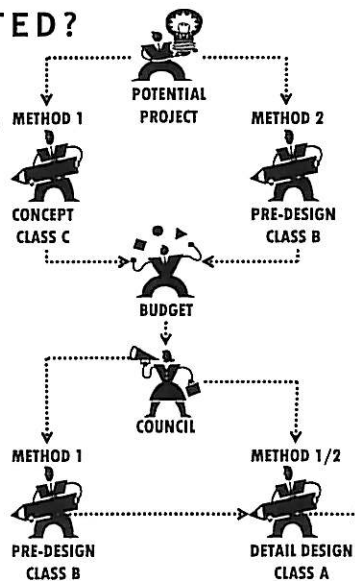 TED?
POTENTIAL
PROJECT
METHOD 1
METHOD 2
CONCEPT
CLASS C
PRE-DESIGN
CLASS B
BUDGET
COUNCIL
METHOD 1
METHOD 1/2
PRE-DESIGN
CLASS B
DETAIL DESIGN
CLASS A